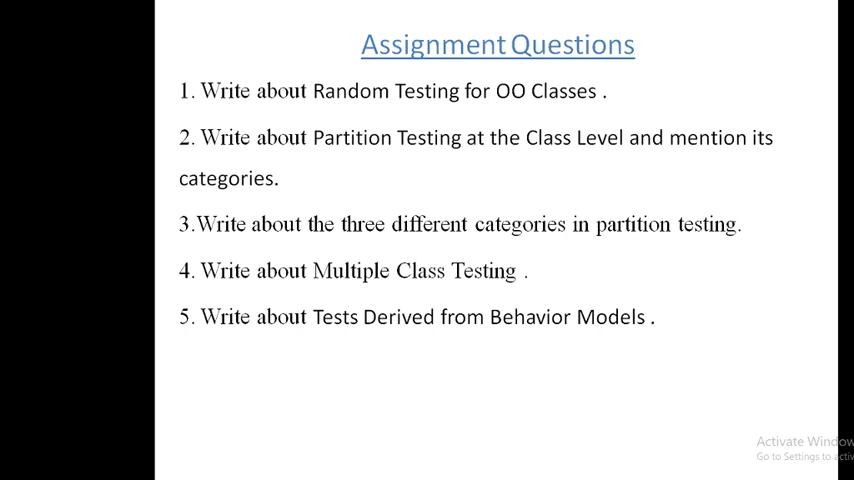 Assignment Questions
1. Write about Random Testing for OO Classes .
2. Write about Partition Testing at the Class Level and mention its
categories.
3.Write about the three different categories in partition testing.
4. Write about Multiple Class Testing .
5. Write about Tests Derived from Behavior Models .
Activate Window
Go to Settings to activ